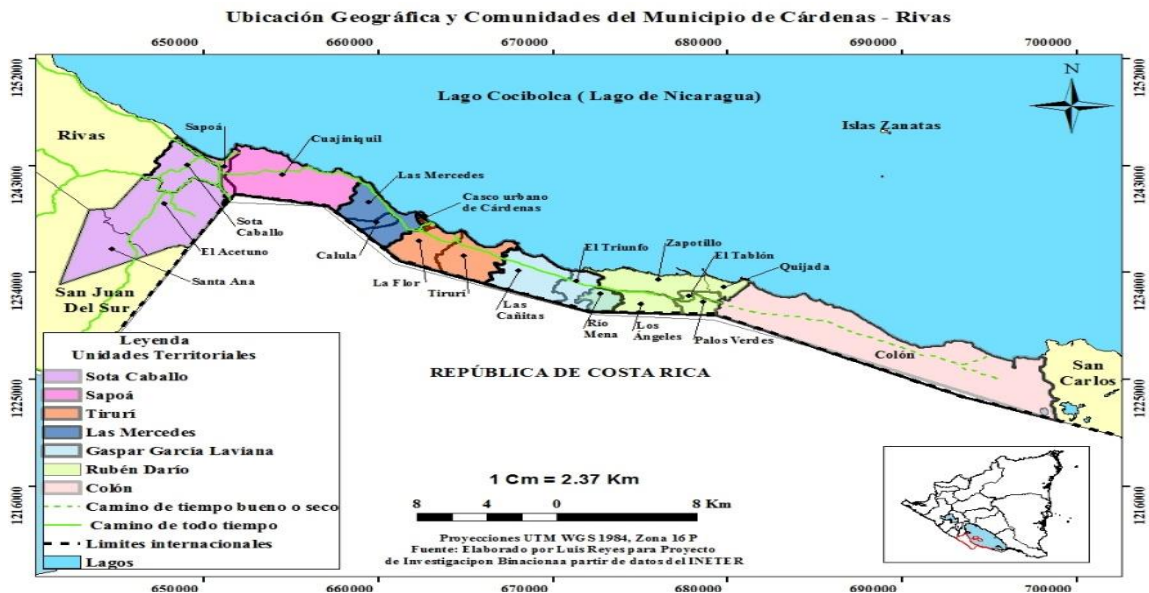 Ubicación Geográfica y Comunidades del Municipio de Cárdenas - Rivas
650000 660000 670000 680000 690000 700000
1252000
1243000
1234000
1225000
1216000
1252000
1243000
1234000
1225000
1216000
N
Lago Cocibolca ( Lago de Nicaragua)
Islas Zanatas
Rivas
Sapoá
Cuajiniquil
Las Mercedes
Casco urbano
de Cárdenas
Sota
Caballo
El Acetuno
Santa Ana
Calula
La Flor
Tirurí
El Triunfo
Zapotillo
El Tablón
Quijada
Las
Cañitas
Río
Mena
Los
Ángeles
Palos Verdes
Colón
San
Carlos
San Juan
Del Sur
REPÚBLICA DE COSTA RICA
Leyenda
Unidades Territoriales
Sota Caballo
Sapoá
Tirurí
Las Mercedes
Gaspar García Laviana
Rubén Darío
Colón
Camino de tiempo bueno o seco
Camino de todo tiempo
Limites internacionales
Lagos
1 Cm = 2.37 Km
8 4 0 8 Km
Proyecciones UTM WGS 1984, Zona 16 P
Fuente: Elaborado por Luis Reyes para Proyecto
de Investigacipon Binacionaa partir de datos del INETER
650000 660000 670000 680000 690000 700000